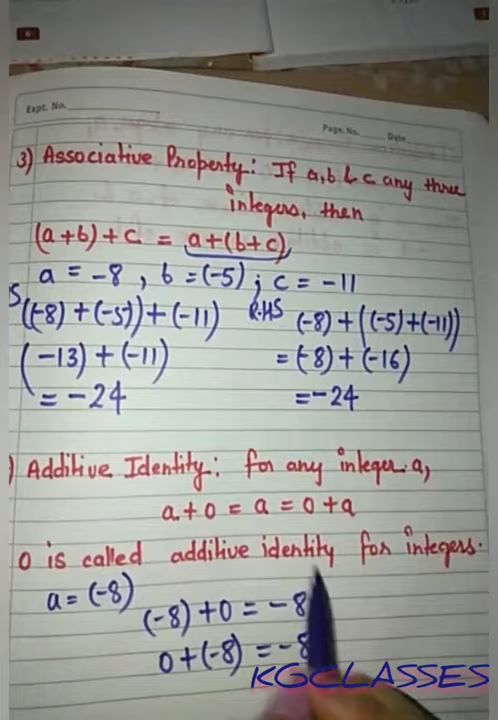 6
Expt. No.
Page. No. Date
3) Associative Property: If a, b & c any three
integers, then
(a+b)+c = a+(b+c),
a = -8 , b = (-5) ; c = -11
S R.HS
((-8)+(-5))+(-11) (-8)+((-5)+(-11))
(-13)+(-11) = (-8)+(-16)
= -24 = -24
) Additive Identity: for any integer a,
a+0 = a = 0+a
0 is called additive identity for integers.
a = (-8)
(-8)+0 = -8
0+(-8) = -8
KGCLASSES